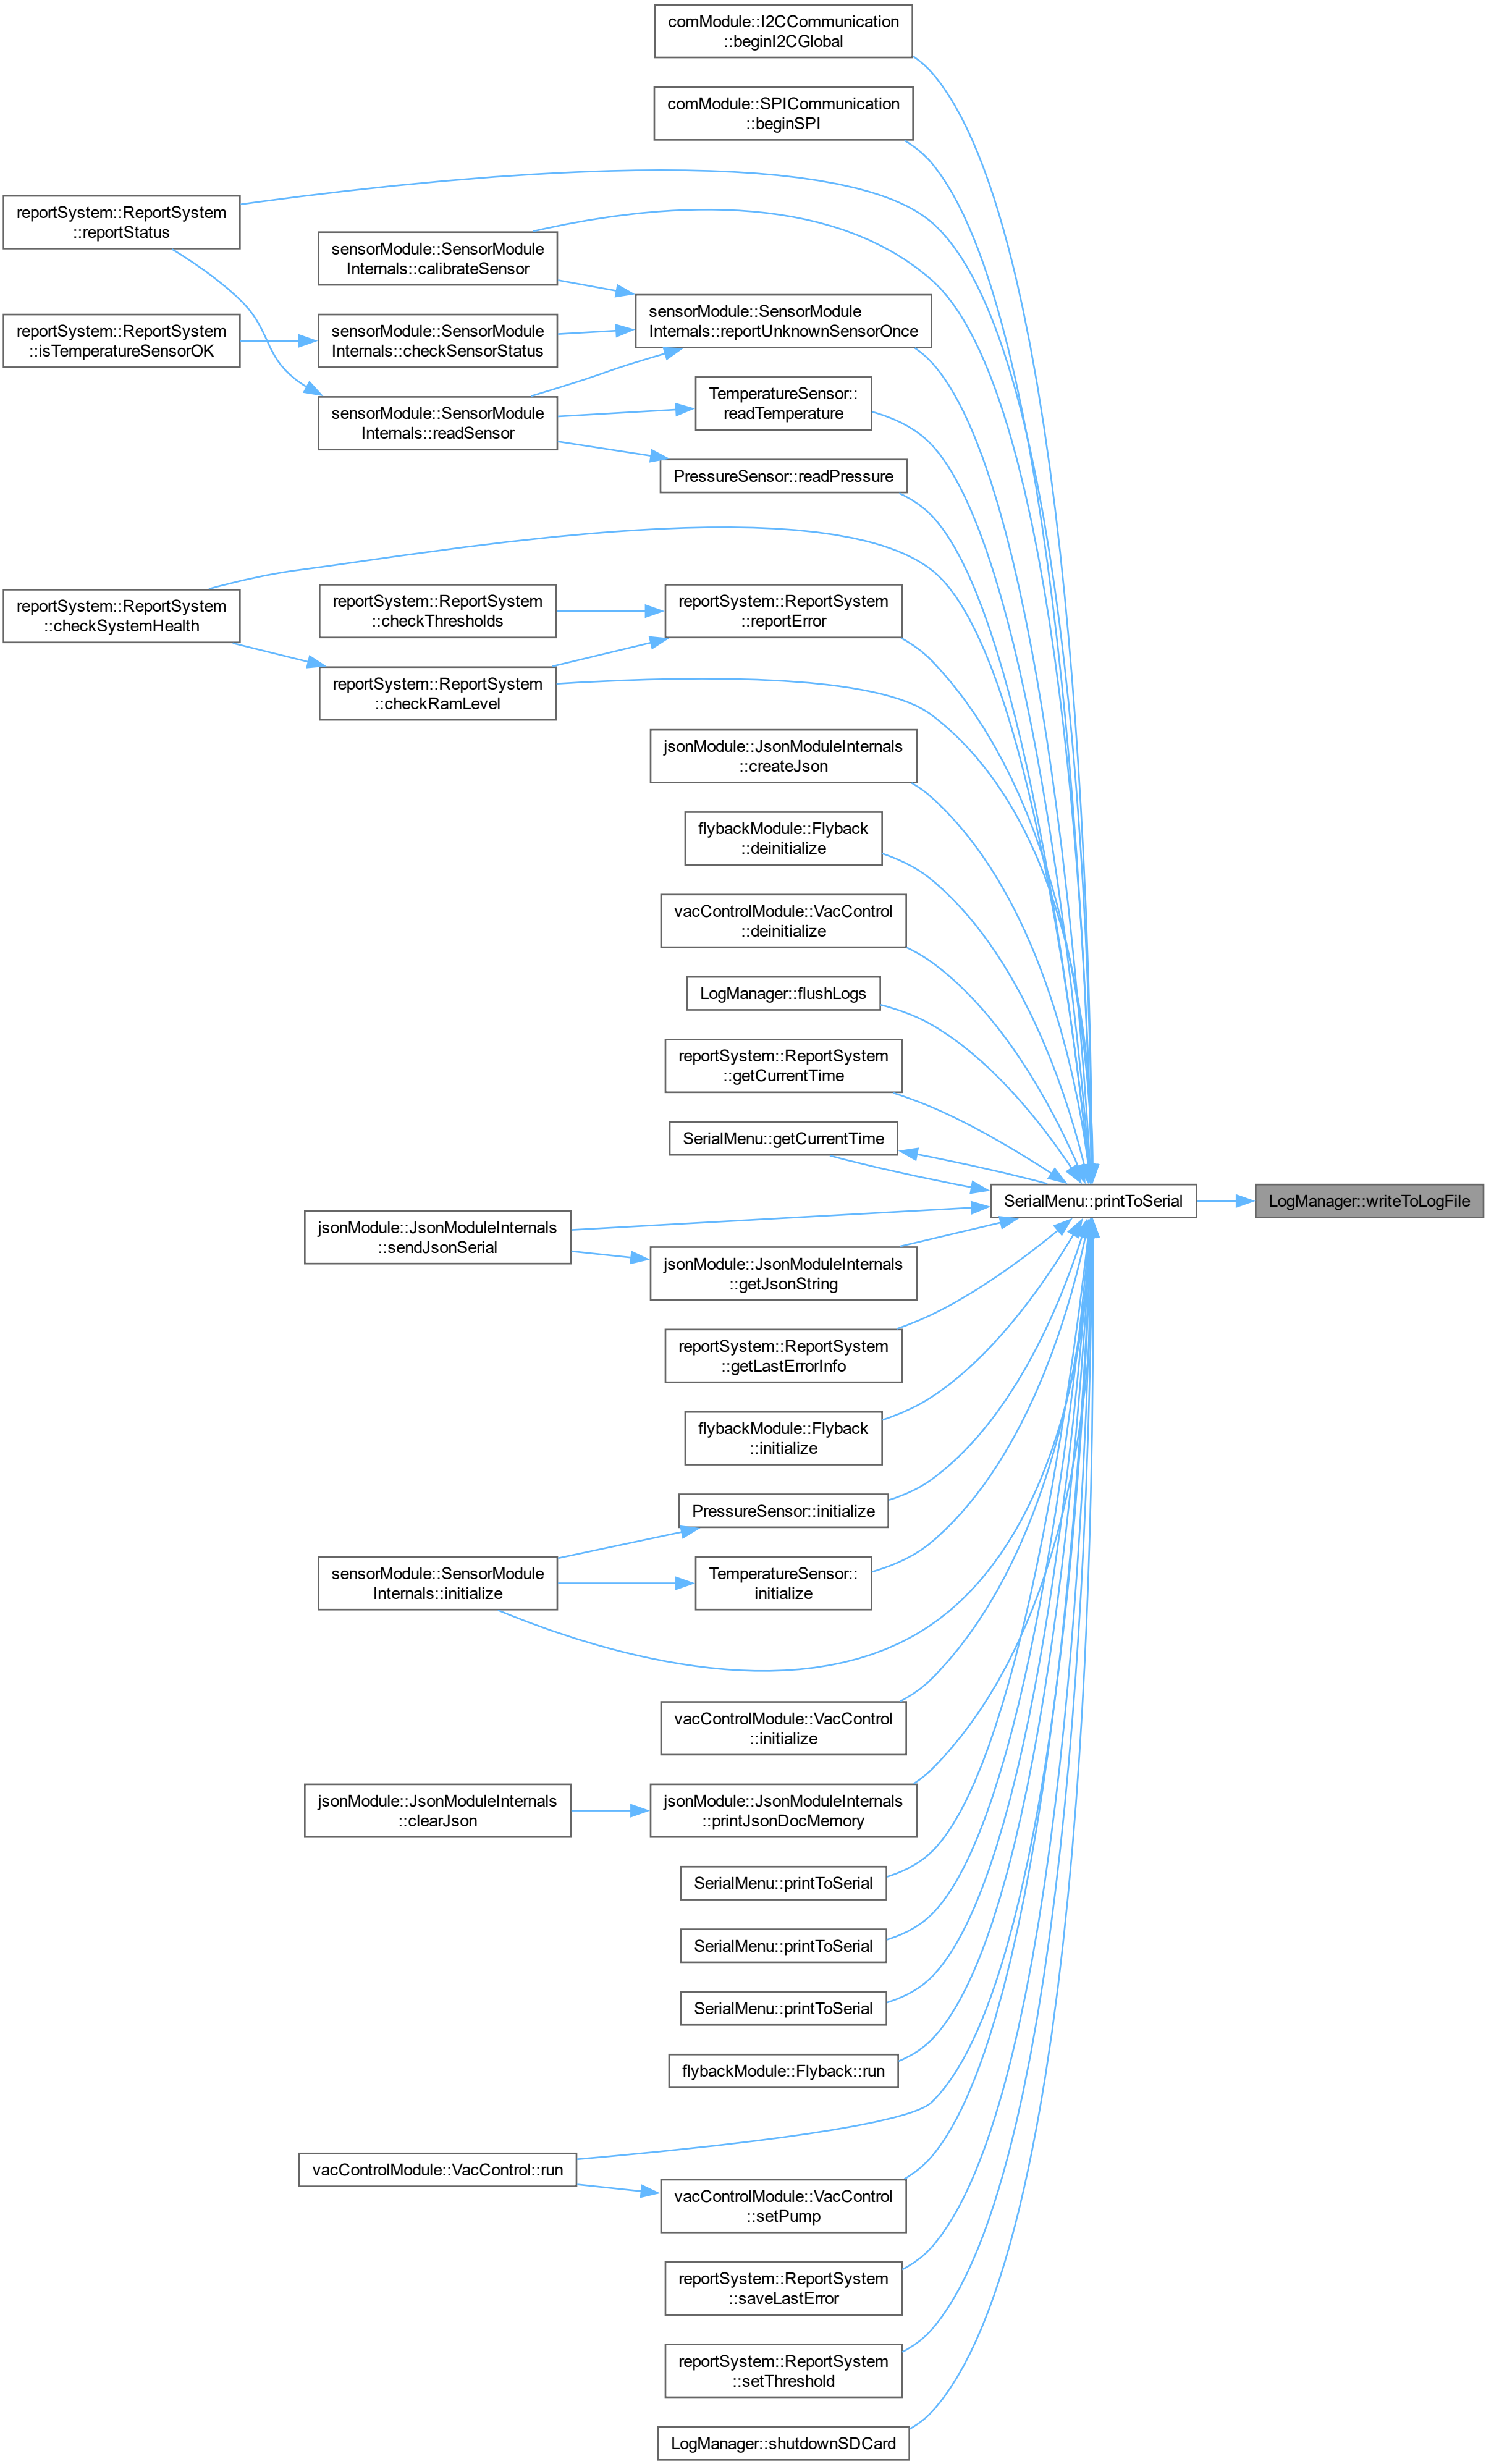 comModule::I2CCommunication
::beginI2CGlobal
comModule::SPICommunication
::beginSPI
reportSystem::ReportSystem
::reportStatus
sensorModule::SensorModule
Internals::calibrateSensor
sensorModule::SensorModule
Internals::reportUnknownSensorOnce
reportSystem::ReportSystem
::isTemperatureSensorOK
sensorModule::SensorModule
Internals::checkSensorStatus
TemperatureSensor::
readTemperature
sensorModule::SensorModule
Internals::readSensor
PressureSensor::readPressure
reportSystem::ReportSystem
::checkSystemHealth
reportSystem::ReportSystem
::checkThresholds
reportSystem::ReportSystem
::reportError
reportSystem::ReportSystem
::checkRamLevel
jsonModule::JsonModuleInternals
::createJson
flybackModule::Flyback
::deinitialize
vacControlModule::VacControl
::deinitialize
LogManager::flushLogs
reportSystem::ReportSystem
::getCurrentTime
SerialMenu::getCurrentTime
SerialMenu::printToSerial
LogManager::writeToLogFile
jsonModule::JsonModuleInternals
::sendJsonSerial
jsonModule::JsonModuleInternals
::getJsonString
reportSystem::ReportSystem
::getLastErrorInfo
flybackModule::Flyback
::initialize
PressureSensor::initialize
sensorModule::SensorModule
Internals::initialize
TemperatureSensor::
initialize
vacControlModule::VacControl
::initialize
jsonModule::JsonModuleInternals
::clearJson
jsonModule::JsonModuleInternals
::printJsonDocMemory
SerialMenu::printToSerial
SerialMenu::printToSerial
SerialMenu::printToSerial
flybackModule::Flyback::run
vacControlModule::VacControl::run
vacControlModule::VacControl
::setPump
reportSystem::ReportSystem
::saveLastError
reportSystem::ReportSystem
::setThreshold
LogManager::shutdownSDCard